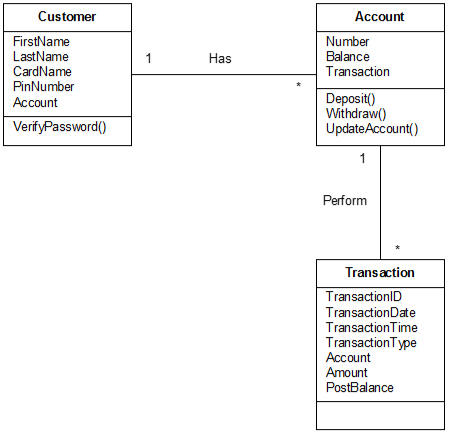 Customer
FirstName
LastName
CardName
PinNumber
Account
VerifyPassword()
1
Has
*
Account
Number
Balance
Transaction
Deposit()
Withdraw()
UpdateAccount()
1
Perform
*
Transaction
TransactionID
TransactionDate
TransactionTime
TransactionType
Account
Amount
PostBalance